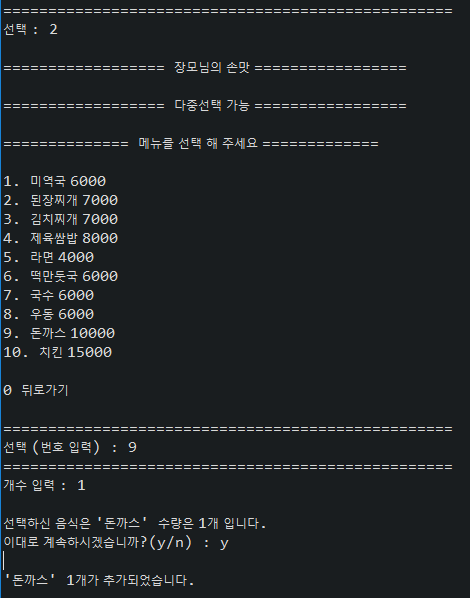 ==================================================
선택 : 2
================== 장모님의 손맛 =================
================== 다중선택 가능 =================
============== 메뉴를 선택 해 주세요 =============
1. 미역국 6000
2. 된장찌개 7000
3. 김치찌개 7000
4. 제육쌈밥 8000
5. 라면 4000
6. 떡만둣국 6000
7. 국수 6000
8. 우동 6000
9. 돈까스 10000
10. 치킨 15000
0 뒤로가기
==================================================
선택 (번호 입력) : 9
==================================================
개수 입력 : 1
선택하신 음식은 '돈까스' 수량은 1개 입니다.
이대로 계속하시겠습니까?(y/n) : y
'돈까스' 1개가 추가되었습니다.